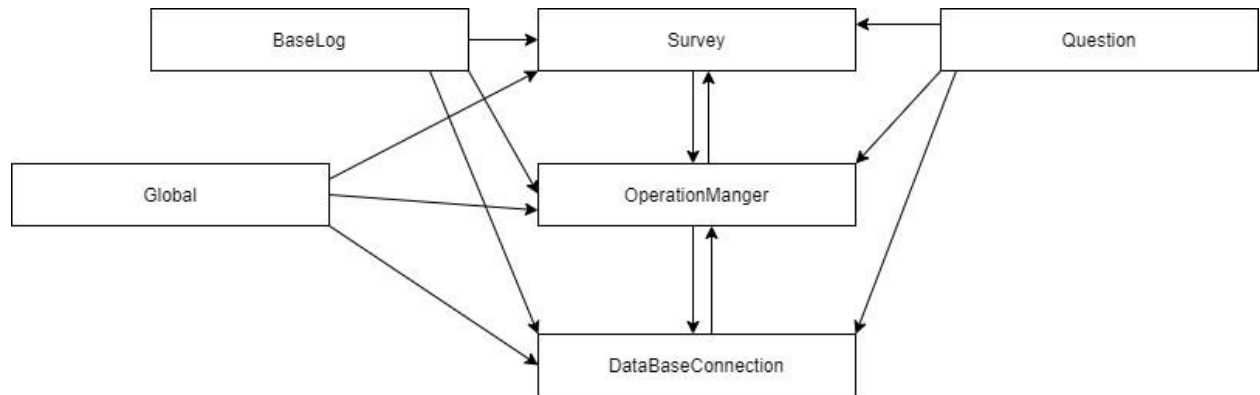 BaseLog
Survey
Question
Global
OperationManger
DataBaseConnection